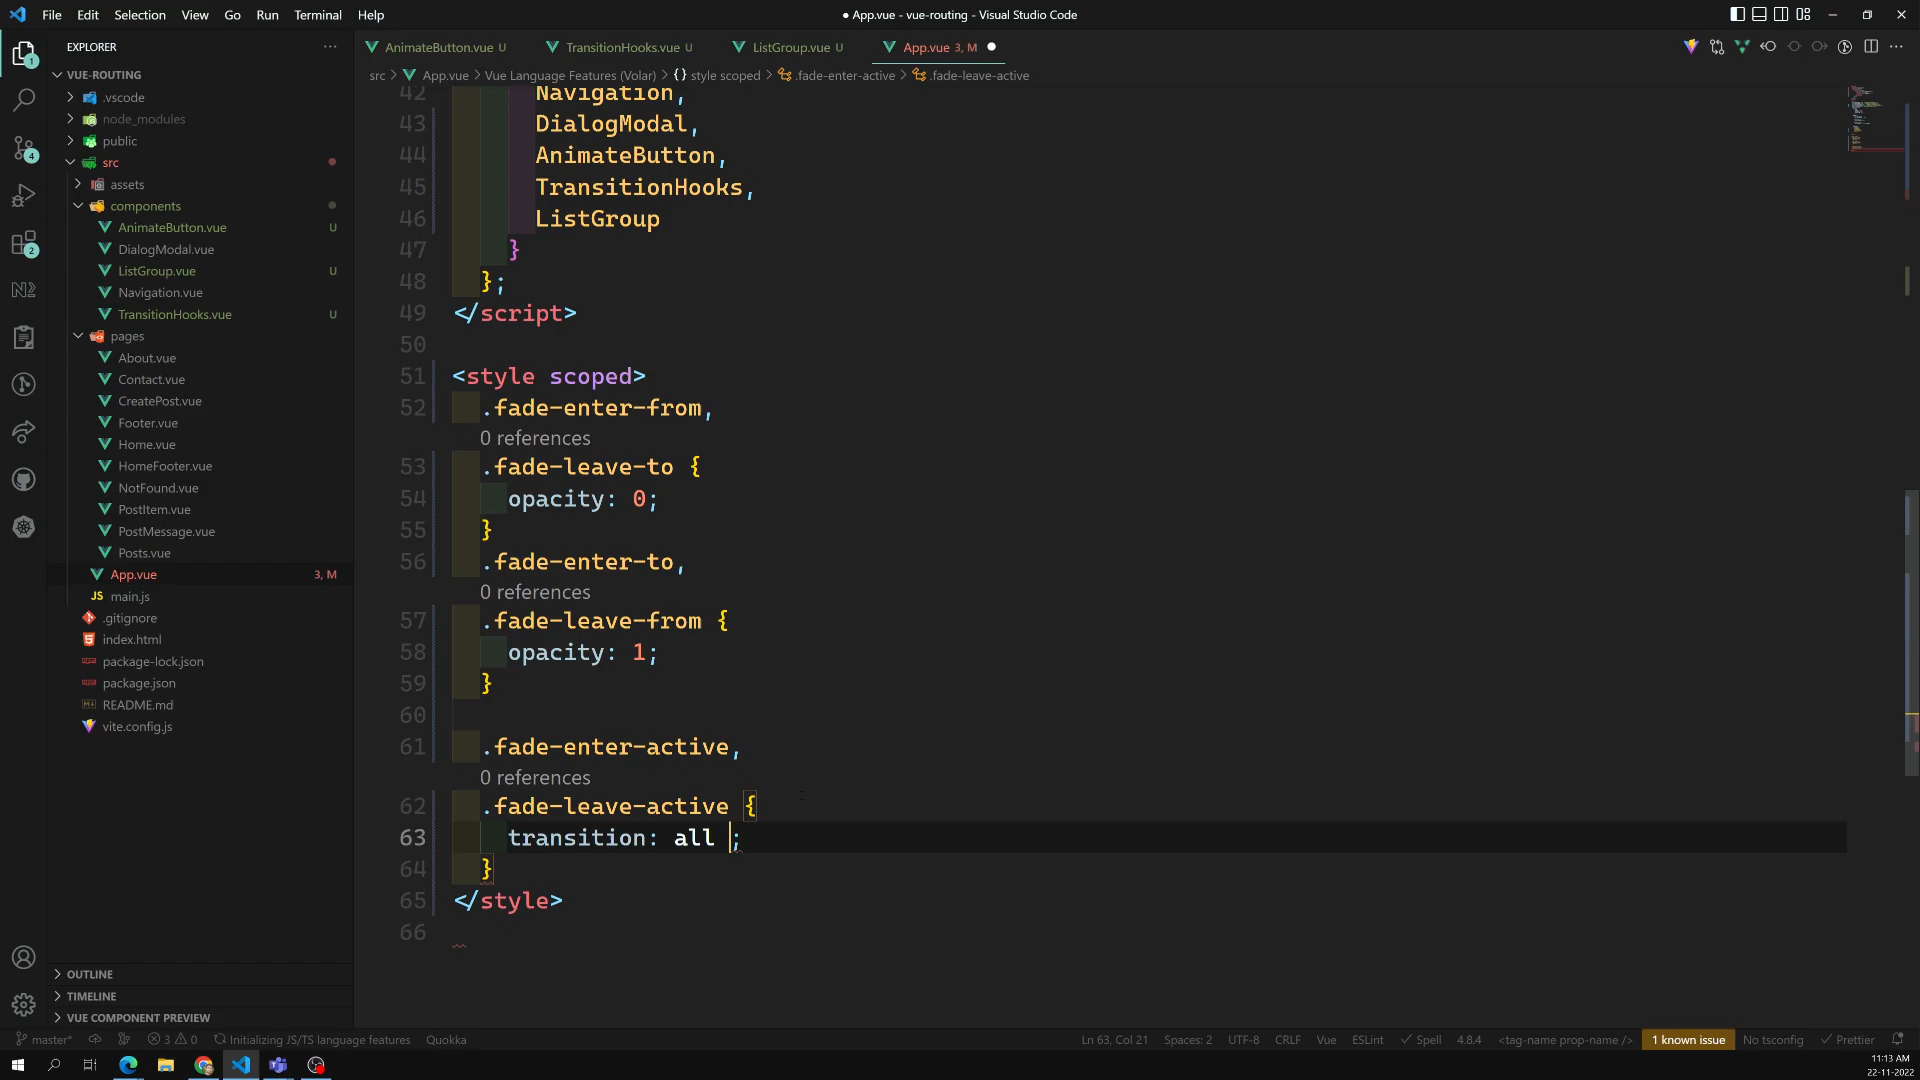 File Edit Selection View Go Run Terminal Help
● App.vue - vue-routing - Visual Studio Code
EXPLORER
AnimateButton.vue U
TransitionHooks.vue U
ListGroup.vue U
App.vue 3, M
src > App.vue > Vue Language Features (Volar) > {} style scoped > .fade-enter-active > .fade-leave-active
VUE-ROUTING
.vscode
node_modules
public
src
assets
components
AnimateButton.vue U
DialogModal.vue
ListGroup.vue U
Navigation.vue
TransitionHooks.vue U
pages
About.vue
Contact.vue
CreatePost.vue
Footer.vue
Home.vue
HomeFooter.vue
NotFound.vue
PostItem.vue
PostMessage.vue
Posts.vue
App.vue 3, M
JS main.js
.gitignore
index.html
package-lock.json
package.json
README.md
vite.config.js
OUTLINE
TIMELINE
VUE COMPONENT PREVIEW
1
4
2
42 Navigation,
43 DialogModal,
44 AnimateButton,
45 TransitionHooks,
46 ListGroup
47 }
48 };
49 </script>
50
51 <style scoped>
52 .fade-enter-from,
0 references
53 .fade-leave-to {
54 opacity: 0;
55 }
56 .fade-enter-to,
0 references
57 .fade-leave-from {
58 opacity: 1;
59 }
60
61 .fade-enter-active,
0 references
62 .fade-leave-active {
63 transition: all ;
64 }
65 </style>
66
master* 3 0 Initializing JS/TS language features Quokka
Ln 63, Col 21 Spaces: 2 UTF-8 CRLF Vue ESLint Spell 4.8.4 <tag-name prop-name /> 1 known issue No tsconfig Prettier
11:13 AM
22-11-2022